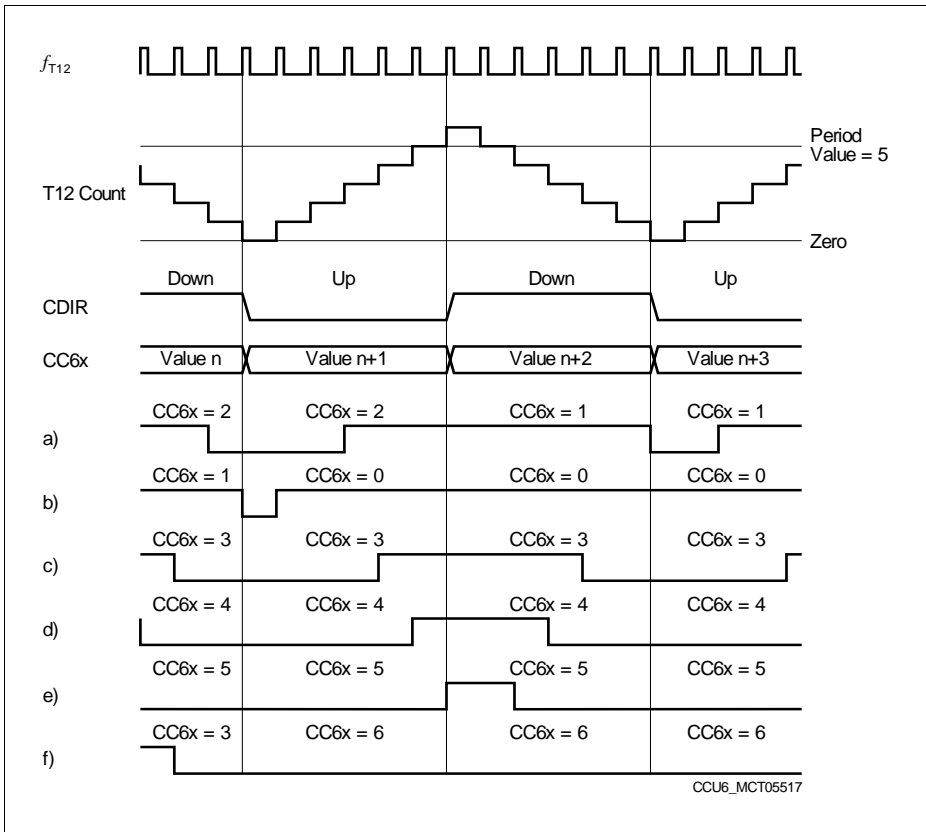 fT12
Period
Value = 5
T12 Count
Zero
Down Up Down Up
CDIR
CC6x Value n Value n+1 Value n+2 Value n+3
CC6x = 2 CC6x = 2 CC6x = 1 CC6x = 1
a)
CC6x = 1 CC6x = 0 CC6x = 0 CC6x = 0
b)
CC6x = 3 CC6x = 3 CC6x = 3 CC6x = 3
c)
CC6x = 4 CC6x = 4 CC6x = 4 CC6x = 4
d)
CC6x = 5 CC6x = 5 CC6x = 5 CC6x = 5
e)
CC6x = 3 CC6x = 6 CC6x = 6 CC6x = 6
f)
CCU6_MCT05517